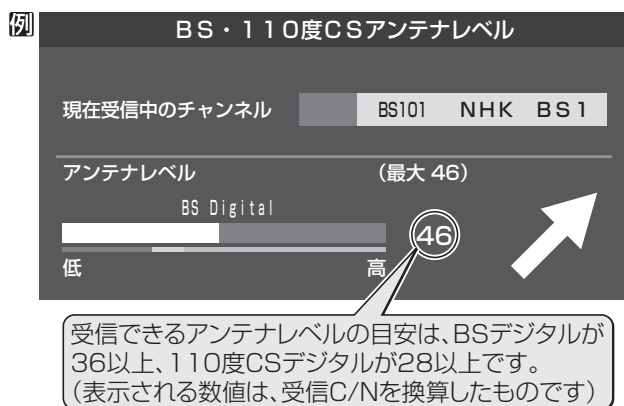 例
BS・110度CSアンテナレベル
現在受信中のチャンネル BS101 NHK BS1
アンテナレベル (最大 46)
BS Digital
46
低 高
受信できるアンテナレベルの目安は、BSデジタルが
36以上、110度CSデジタルが28以上です。
(表示される数値は、受信C/Nを換算したものです)